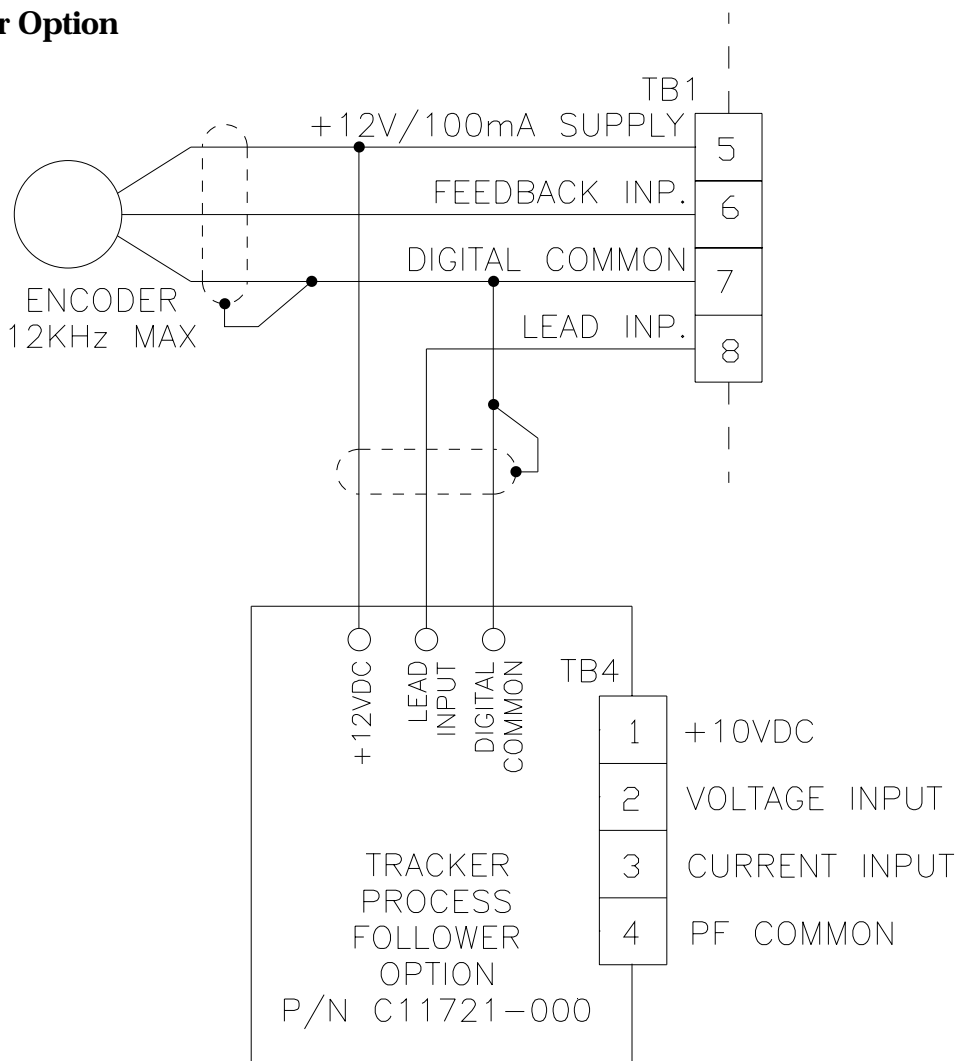 r Option
TB1
+12V/100mA SUPPLY
5
FEEDBACK INP.
6
DIGITAL COMMON
7
ENCODER
12KHz MAX
LEAD INP.
8
+12VDC
LEAD
INPUT
DIGITAL
COMMON
TB4
1
+10VDC
2
VOLTAGE INPUT
3
CURRENT INPUT
4
PF COMMON
TRACKER
PROCESS
FOLLOWER
OPTION
P/N C11721-000